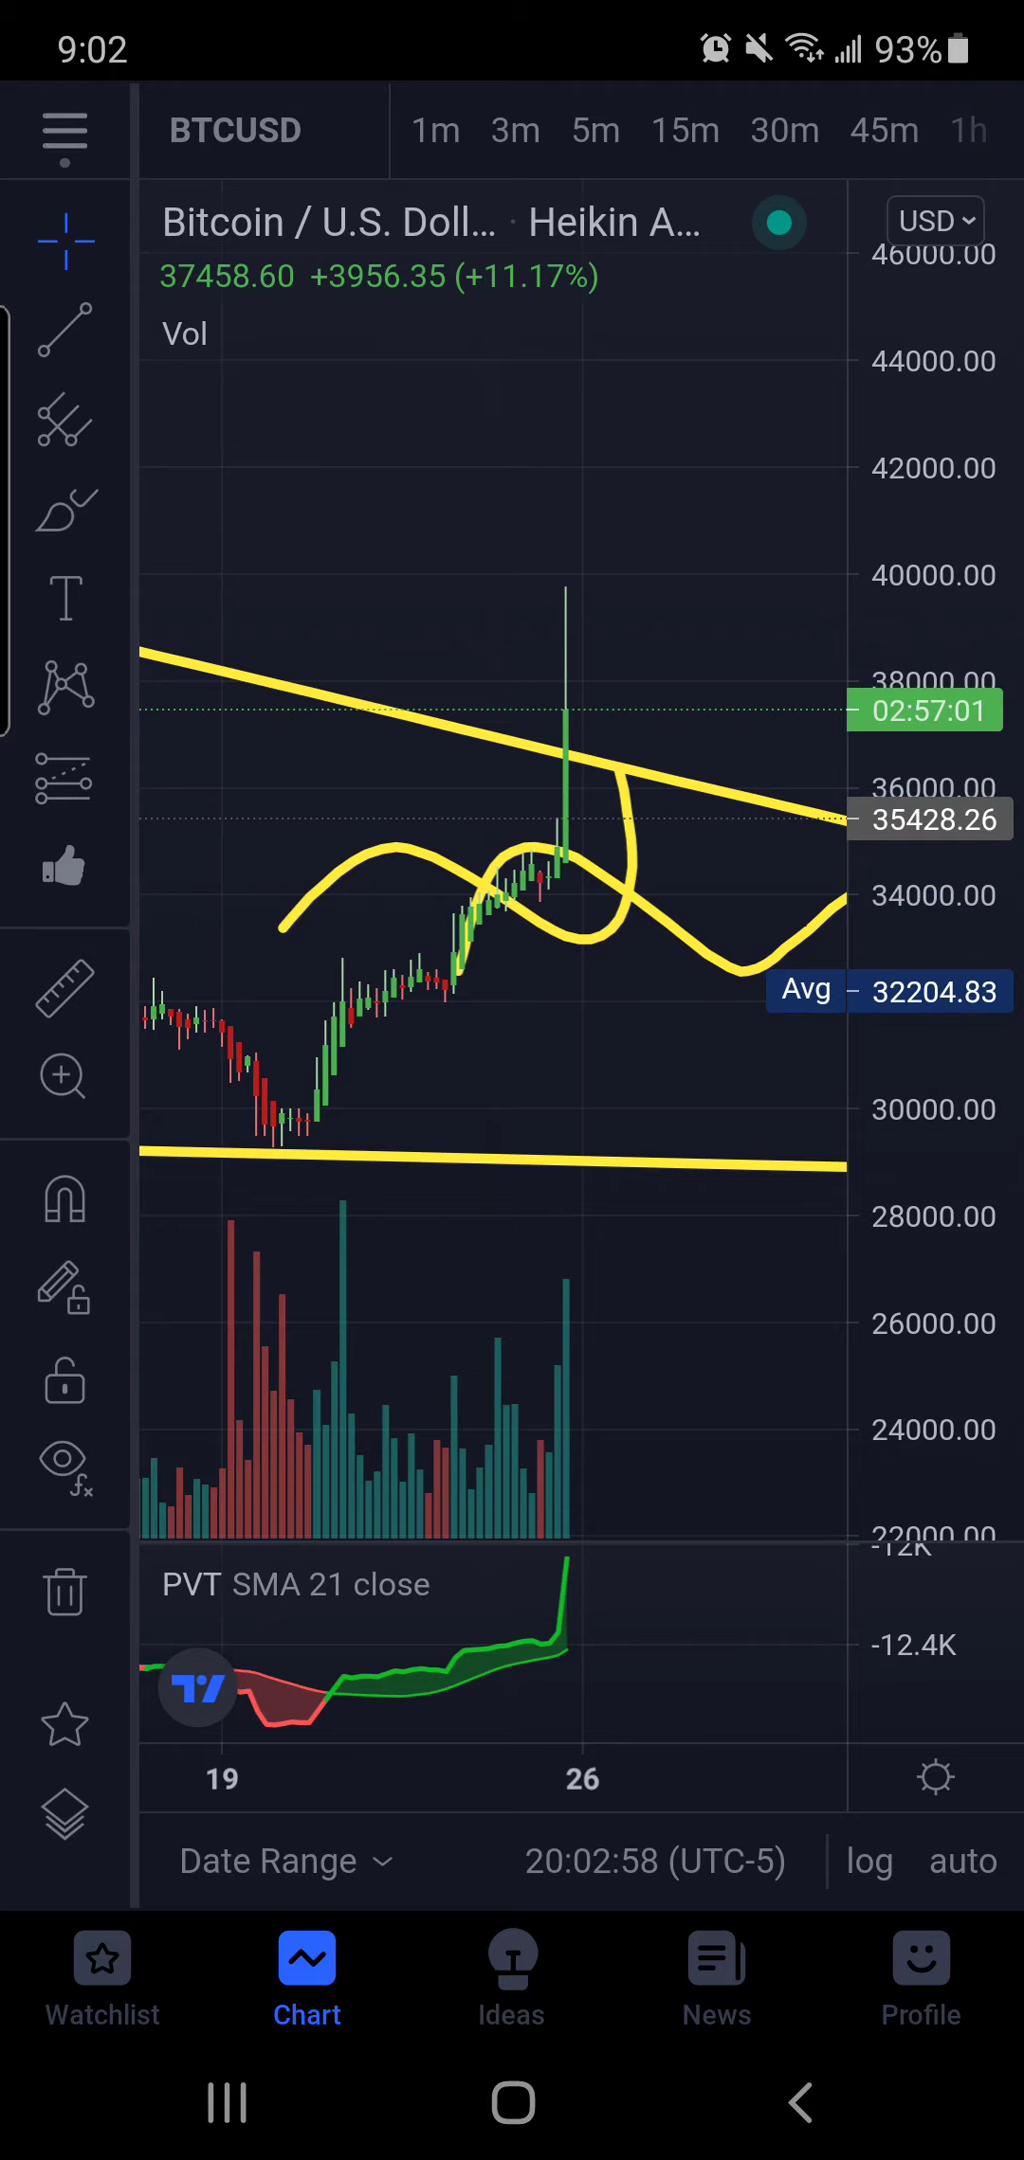 9:02 93%
BTCUSD 1m 3m 5m 15m 30m 45m 1h
Bitcoin / U.S. Doll... · Heikin A... USD
46000.00
37458.60 +3956.35 (+11.17%)
Vol
44000.00
42000.00
40000.00
38000.00
02:57:01
36000.00
35428.26
34000.00
Avg 32204.83
30000.00
28000.00
26000.00
24000.00
22000.00
-12K
PVT SMA 21 close
-12.4K
19 26
Date Range 20:02:58 (UTC-5) log auto
Watchlist Chart Ideas News Profile